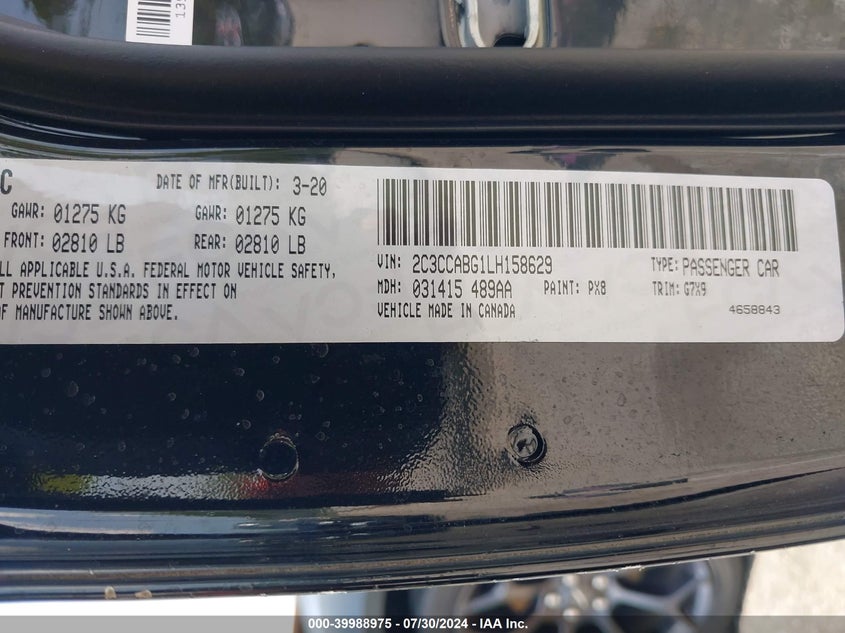 C DATE OF MFR(BUILT): 3-20
GAWR: 01275 KG GAWR: 01275 KG
FRONT: 02810 LB REAR: 02810 LB
LL APPLICABLE U.S.A. FEDERAL MOTOR VEHICLE SAFETY,
T PREVENTION STANDARDS IN EFFECT ON
OF MANUFACTURE SHOWN ABOVE.
VIN: 2C3CCABG1LH158629 TYPE: PASSENGER CAR
MDH: 031415 489AA PAINT: PX8 TRIM: G7X9
VEHICLE MADE IN CANADA 4658843
000-39988975 / 07/30/2024 - IAA Inc.